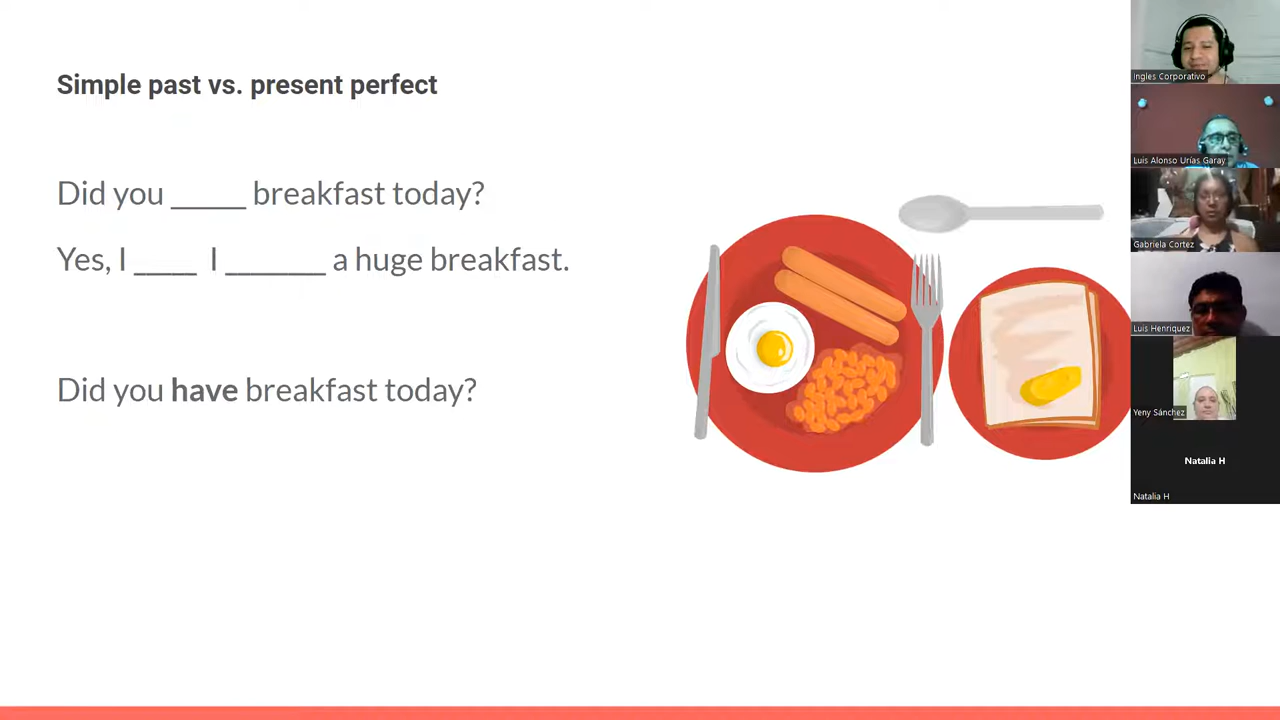 Simple past vs. present perfect
Did you _____ breakfast today?
Yes, I ____ I _______ a huge breakfast.
Did you have breakfast today?
Ingles Corporativo
Luis Alonso Urías Garay
Gabriela Cortez
Luis Henriquez
Yeny Sánchez
Natalia H
Natalia H